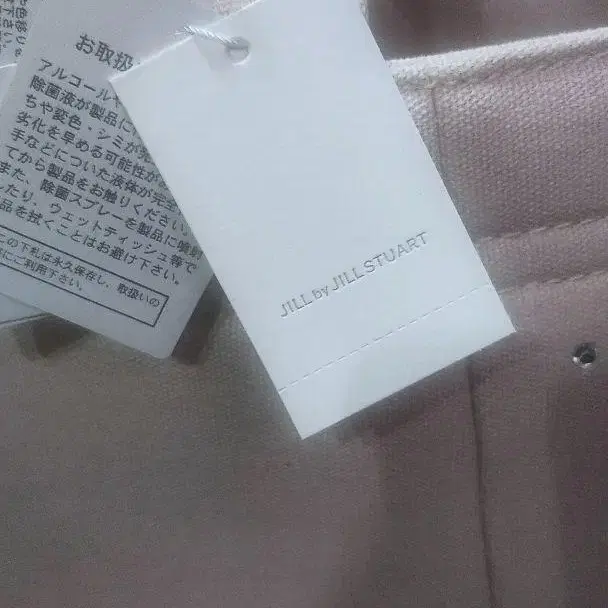 お取扱
アルコール
除菌液が製品に
ちや変色・シミが
劣化を早める可能性が
手などについた液体が完
てから製品をお触りください
また、除菌スプレーを製品に噴射
たり、ウェットティッシュ等で
品を拭くことはお避け下さい。
この下札は永久保存し、取扱いの
際にご利用下さい。
JILL by JILL STUART